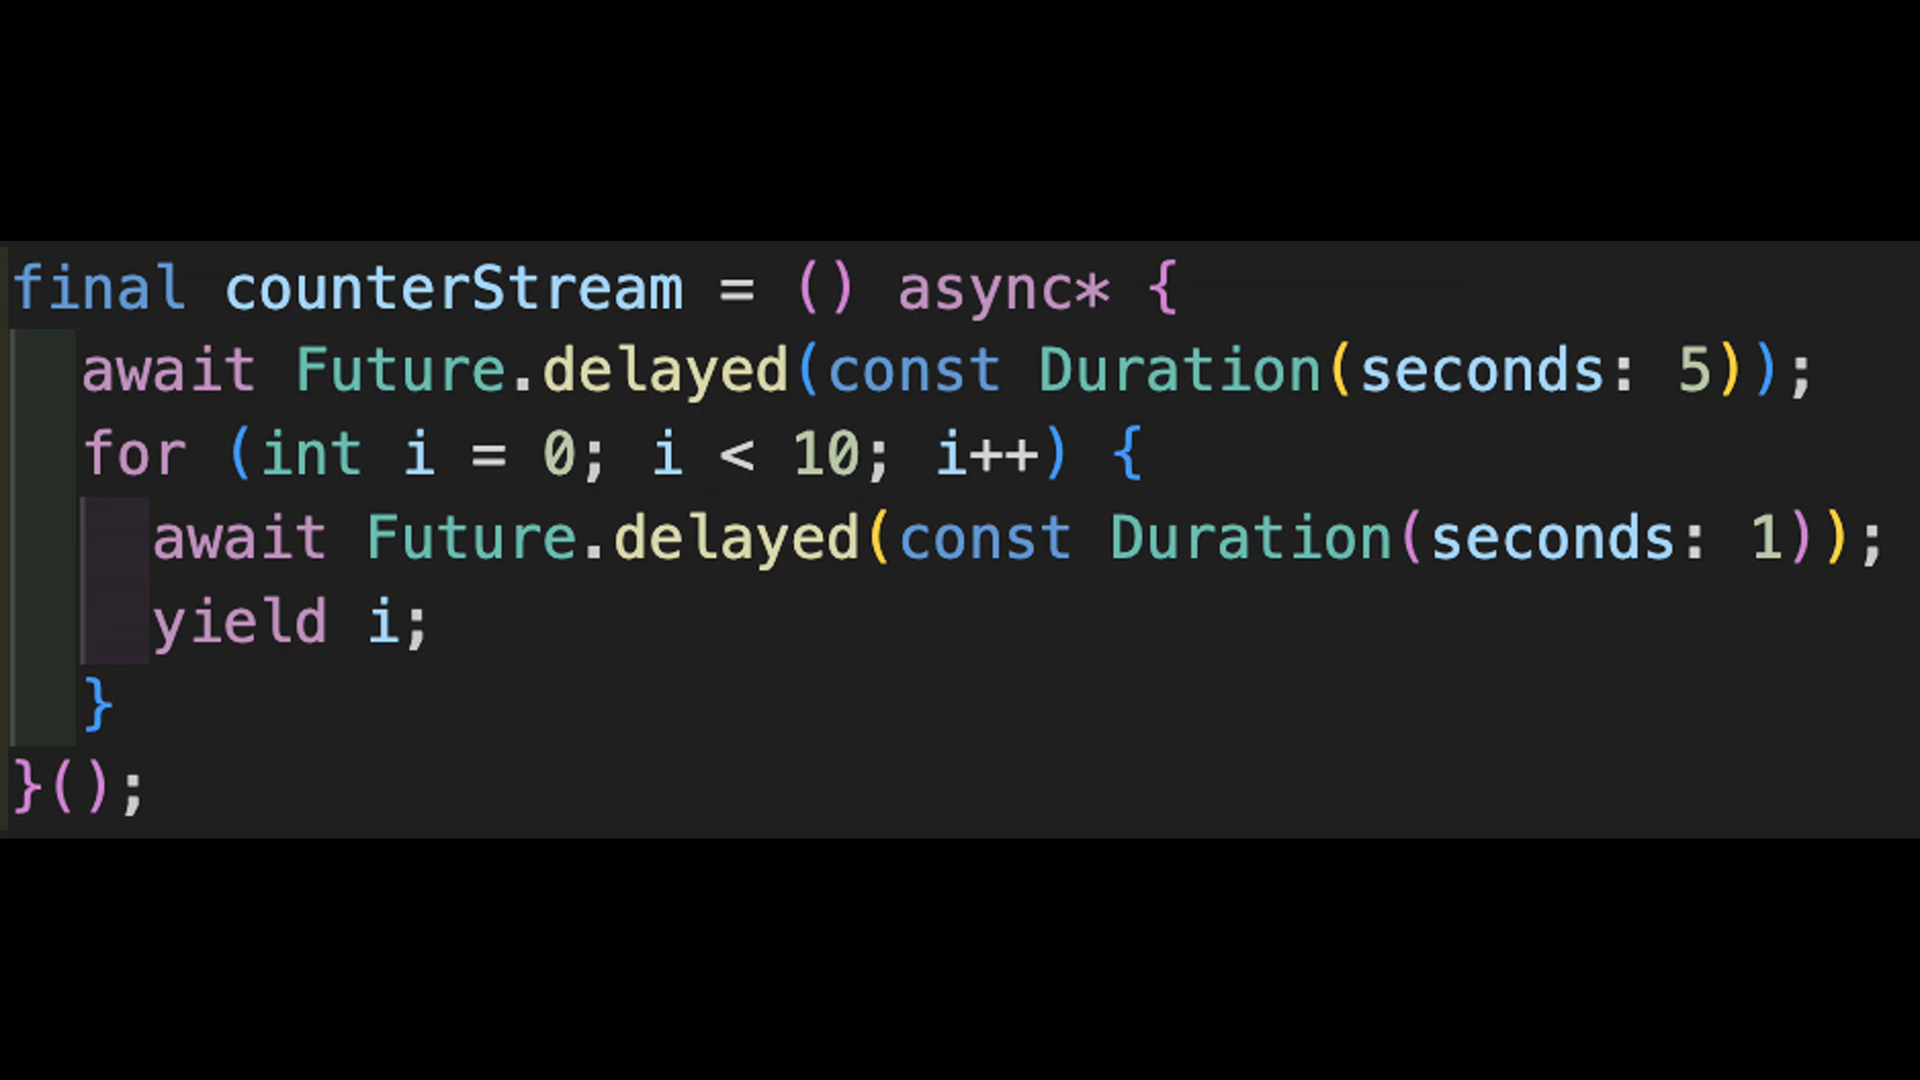 final counterStream = () async* {
  await Future.delayed(const Duration(seconds: 5));
  for (int i = 0; i < 10; i++) {
    await Future.delayed(const Duration(seconds: 1));
    yield i;
  }
}();